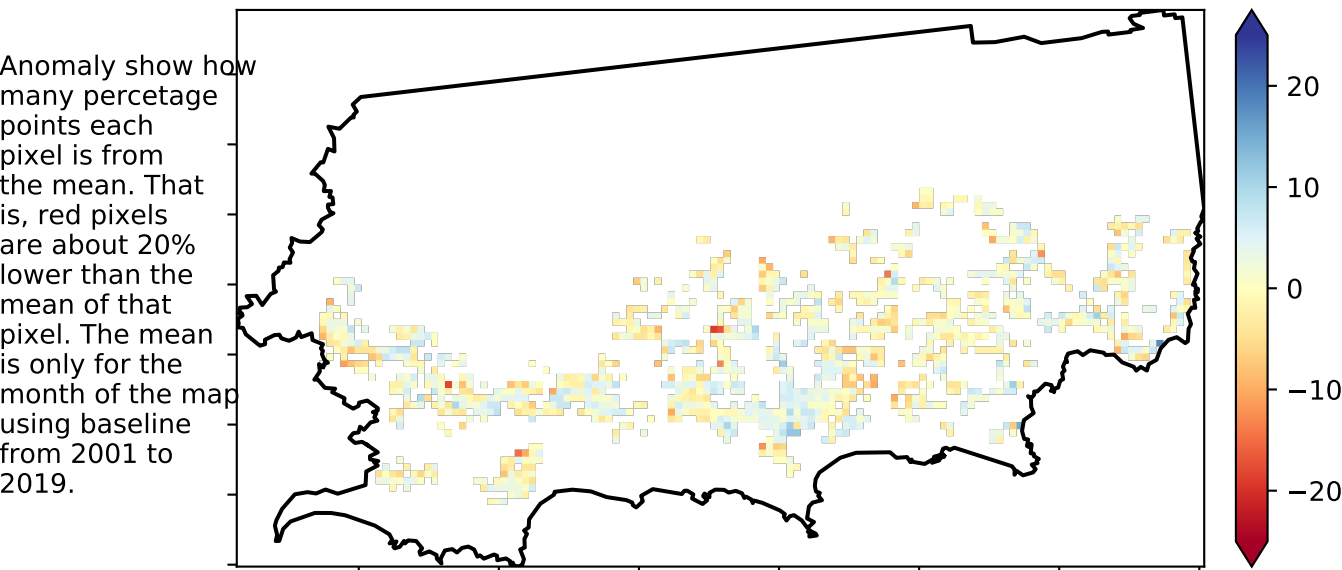 Anomaly show how
many percetage
points each
pixel is from
the mean. That
is, red pixels
are about 20%
lower than the
mean of that
pixel. The mean
is only for the
month of the map
using baseline
from 2001 to
2019.
20
10
0
−10
−20